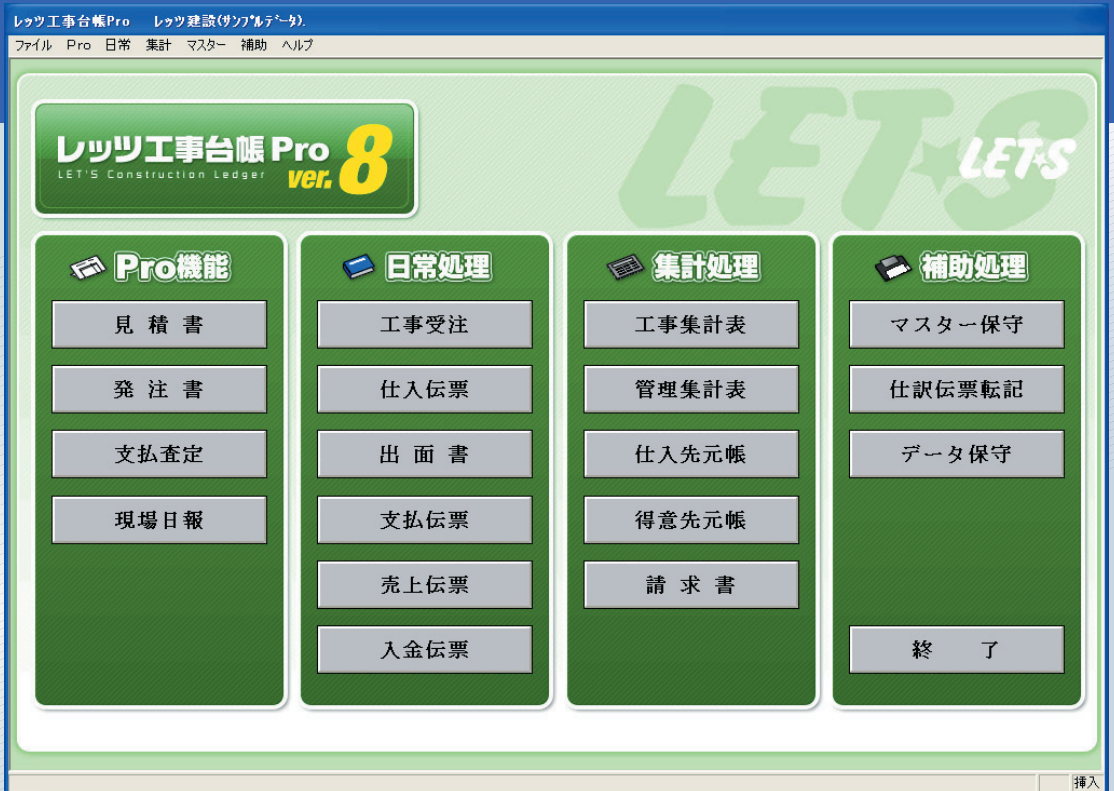 レッツ工事台帳Pro レッツ建設(ｻﾝﾌﾟﾙﾃﾞｰﾀ).
ファイル Pro 日常 集計 マスター 補助 ヘルプ
LETS
LET★S
レッツ工事台帳 Pro
LET'S Construction Ledger ver. 8
Pro機能
見 積 書
発 注 書
支払査定
現場日報
日常処理
工事受注
仕入伝票
出 面 書
支払伝票
売上伝票
入金伝票
集計処理
工事集計表
管理集計表
仕入先元帳
得意先元帳
請 求 書
補助処理
マスター保守
仕訳伝票転記
データ保守
終 了
挿入